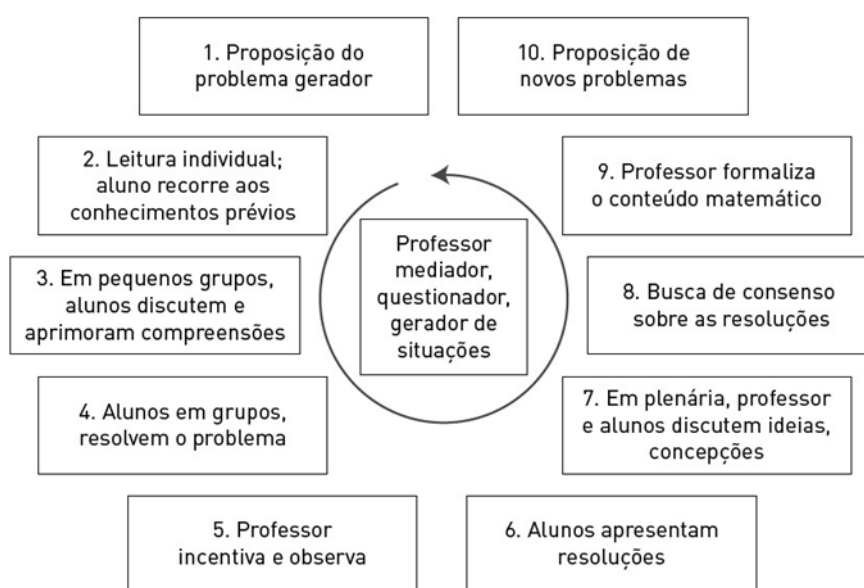 1. Proposição do
problema gerador
10. Proposição de
novos problemas
2. Leitura individual;
aluno recorre aos
conhecimentos prévios
9. Professor formaliza
o conteúdo matemático
Professor
mediador,
questionador,
gerador de
situações
3. Em pequenos grupos,
alunos discutem e
aprimoram compreensões
8. Busca de consenso
sobre as resoluções
4. Alunos em grupos,
resolvem o problema
7. Em plenária, professor
e alunos discutem ideias,
concepções
5. Professor
incentiva e observa
6. Alunos apresentam
resoluções